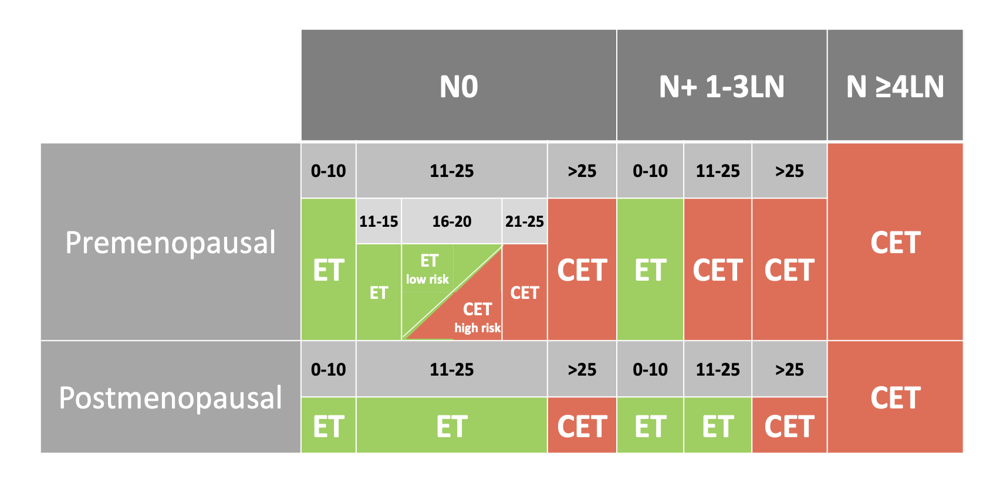 N0
N+ 1-3LN
N ≥4LN
Premenopausal
0-10
11-25
>25
0-10
11-25
>25
CET
11-15
16-20
21-25
ET
ET
ET
low risk
CET
high risk
CET
CET
ET
CET
CET
Postmenopausal
0-10
11-25
>25
0-10
11-25
>25
CET
ET
ET
CET
ET
ET
CET